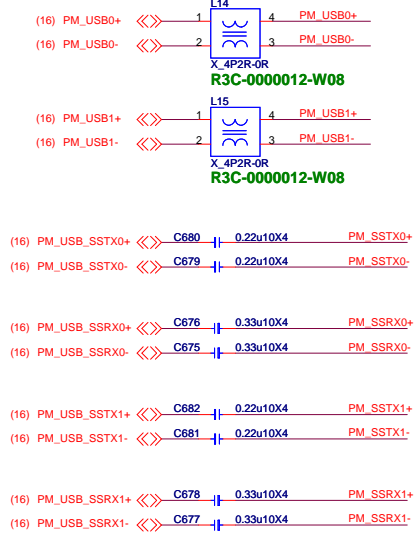 L14
(16) PM_USB0+ 1 4 PM_USB0+
(16) PM_USB0- 2 3 PM_USB0-
X_4P2R-0R
R3C-0000012-W08
L15
(16) PM_USB1+ 1 4 PM_USB1+
(16) PM_USB1- 2 3 PM_USB1-
X_4P2R-0R
R3C-0000012-W08
(16) PM_USB_SSTX0+ C680 0.22u10X4 PM_SSTX0+
(16) PM_USB_SSTX0- C679 0.22u10X4 PM_SSTX0-
(16) PM_USB_SSRX0+ C676 0.33u10X4 PM_SSRX0+
(16) PM_USB_SSRX0- C675 0.33u10X4 PM_SSRX0-
(16) PM_USB_SSTX1+ C682 0.22u10X4 PM_SSTX1+
(16) PM_USB_SSTX1- C681 0.22u10X4 PM_SSTX1-
(16) PM_USB_SSRX1+ C678 0.33u10X4 PM_SSRX1+
(16) PM_USB_SSRX1- C677 0.33u10X4 PM_SSRX1-